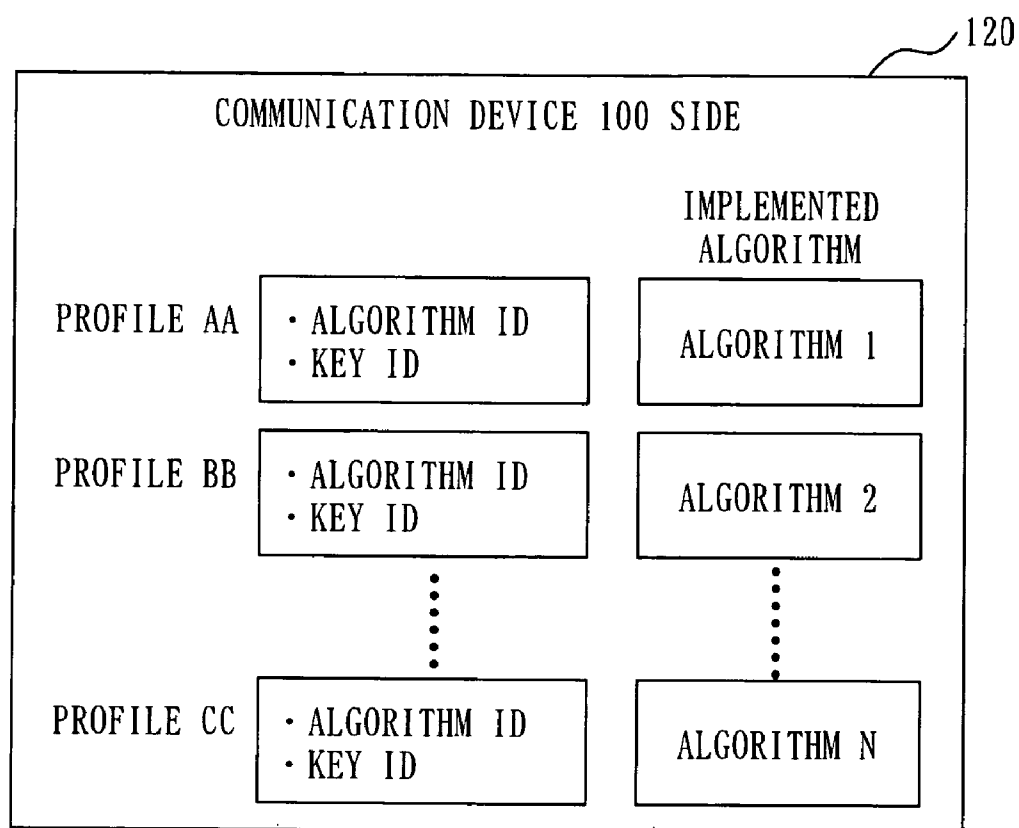 120
COMMUNICATION DEVICE 100 SIDE
IMPLEMENTED
ALGORITHM
PROFILE AA
・ALGORITHM ID
・KEY ID
ALGORITHM 1
PROFILE BB
・ALGORITHM ID
・KEY ID
ALGORITHM 2
PROFILE CC
・ALGORITHM ID
・KEY ID
ALGORITHM N